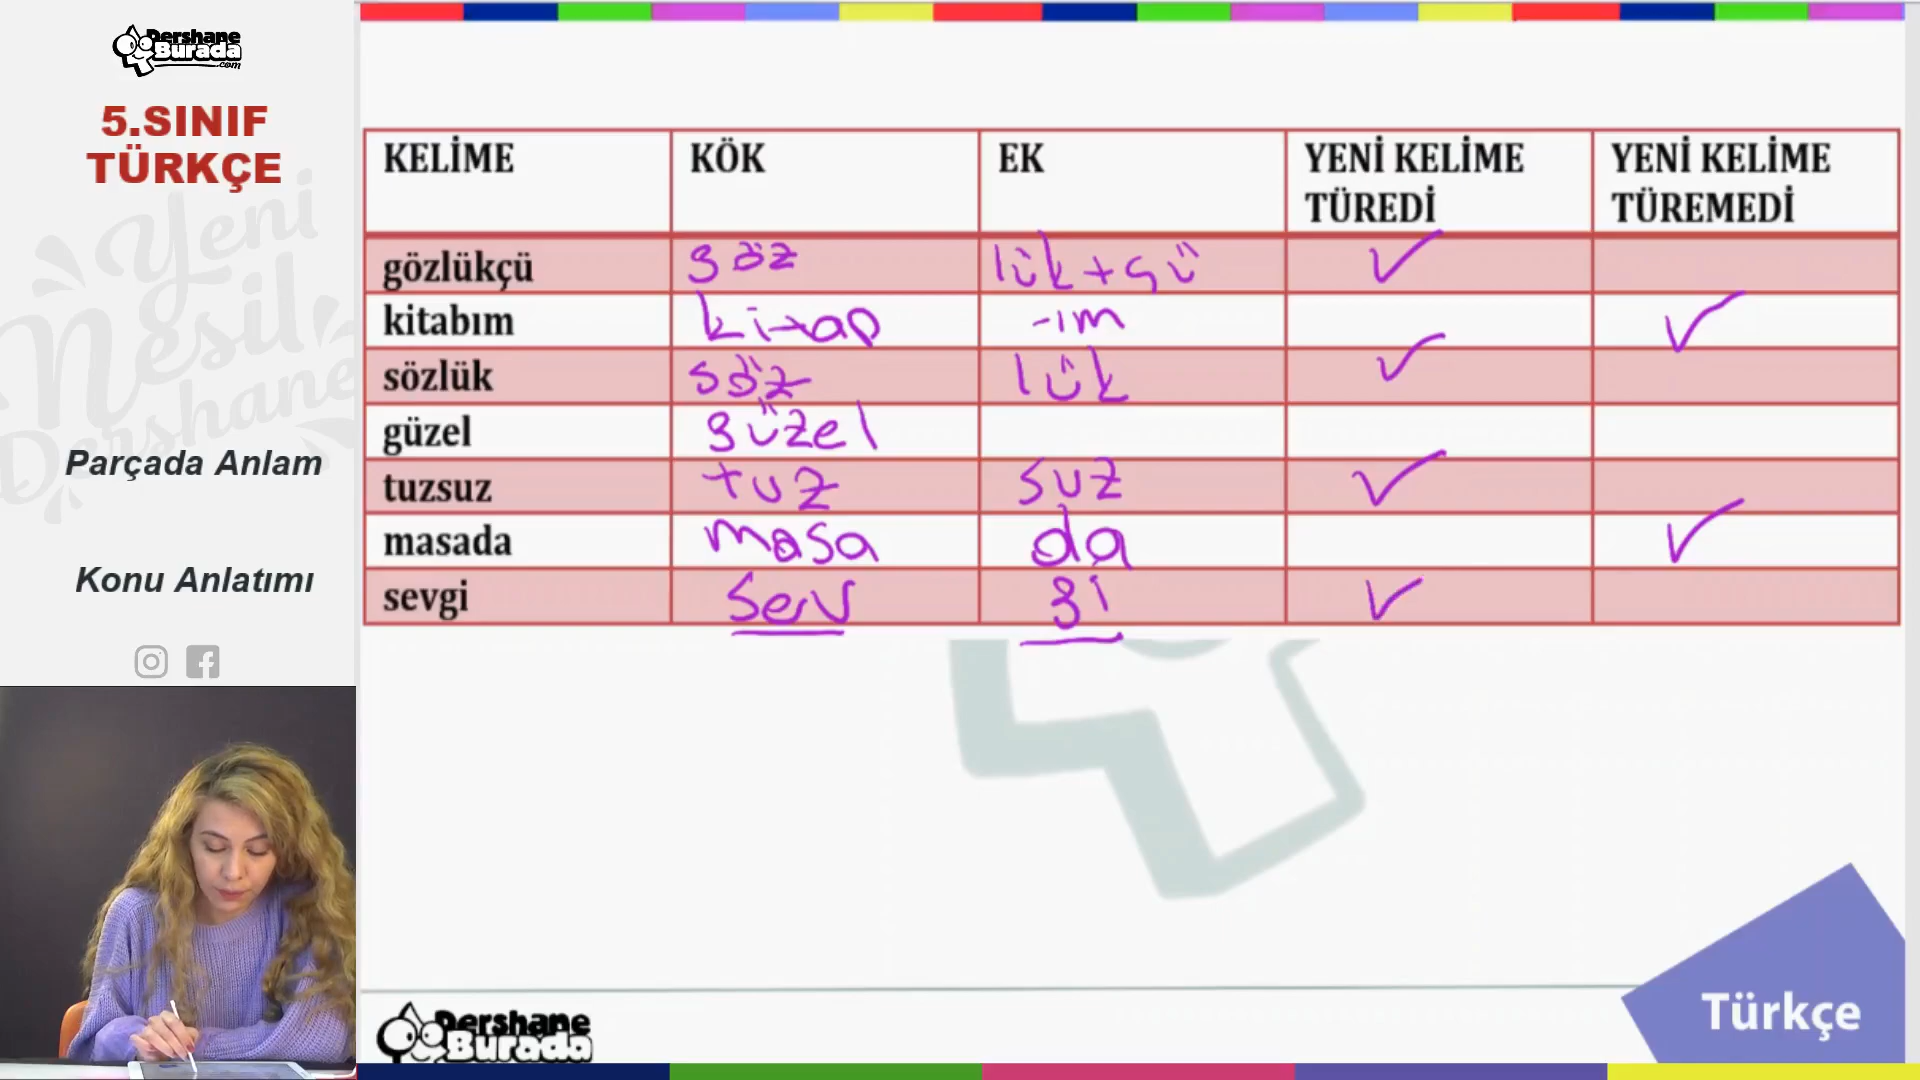 Dershane
Burada
.com
5.SINIF
TÜRKÇE
Yeni
Nesil
Dershane
Parçada Anlam
Konu Anlatımı
KELİME KÖK EK YENİ KELİME TÜREDİ YENİ KELİME TÜREMEDİ
gözlükçü göz lük+çü ✓
kitabım kitap -ım ✓
sözlük söz lük ✓
güzel güzel
tuzsuz tuz suz ✓
masada masa da ✓
sevgi sev gi ✓
Dershane
Burada
Türkçe